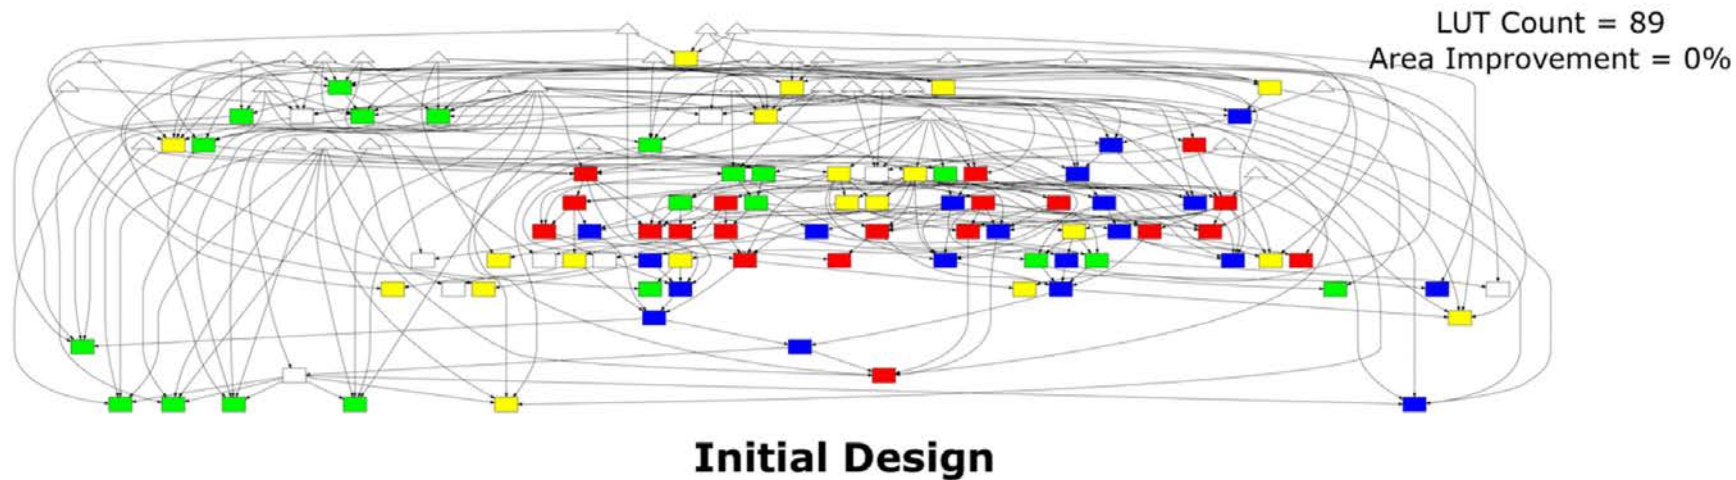 LUT Count = 89
Area Improvement = 0%
Initial Design